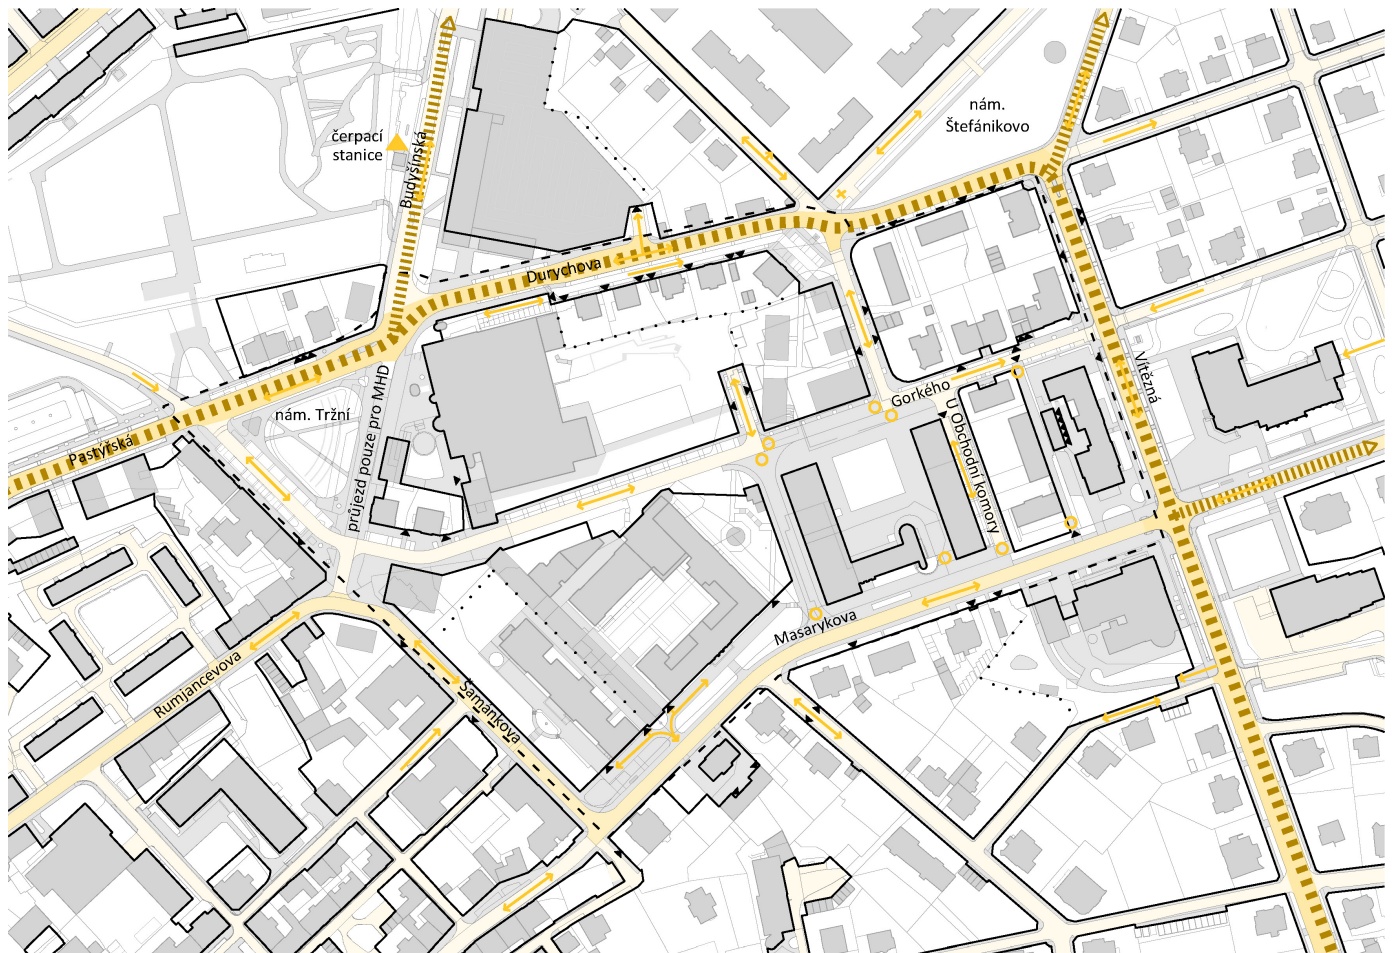 nám.
Štefánikovo
čerpací
stanice
Budyšínská
Durychova
Vítězná
Gorkého
U Obchodní komory
nám. Tržní
průjezd pouze pro MHD
Pastýřská
Masarykova
Rumjancevova
Šamánkova